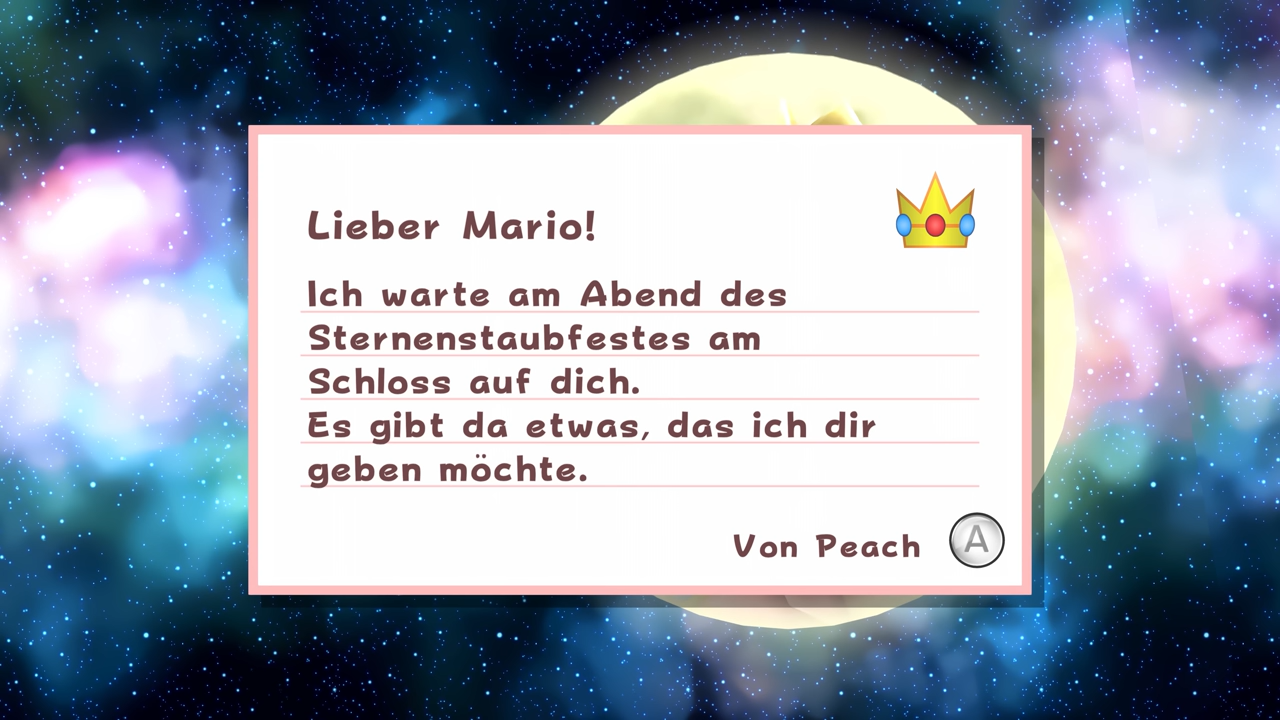 Lieber Mario!
Ich warte am Abend des
Sternenstaubfestes am
Schloss auf dich.
Es gibt da etwas, das ich dir
geben möchte.
Von Peach
A